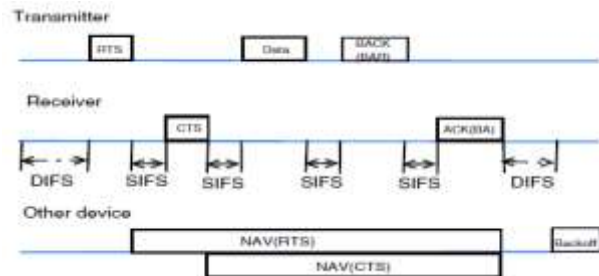 Transmitter
RTS
Data
BACK
(BAR)
Receiver
CTS
ACK(BA)
DIFS
SIFS
SIFS
SIFS
SIFS
DIFS
Other device
NAV(RTS)
Backoff
NAV(CTS)